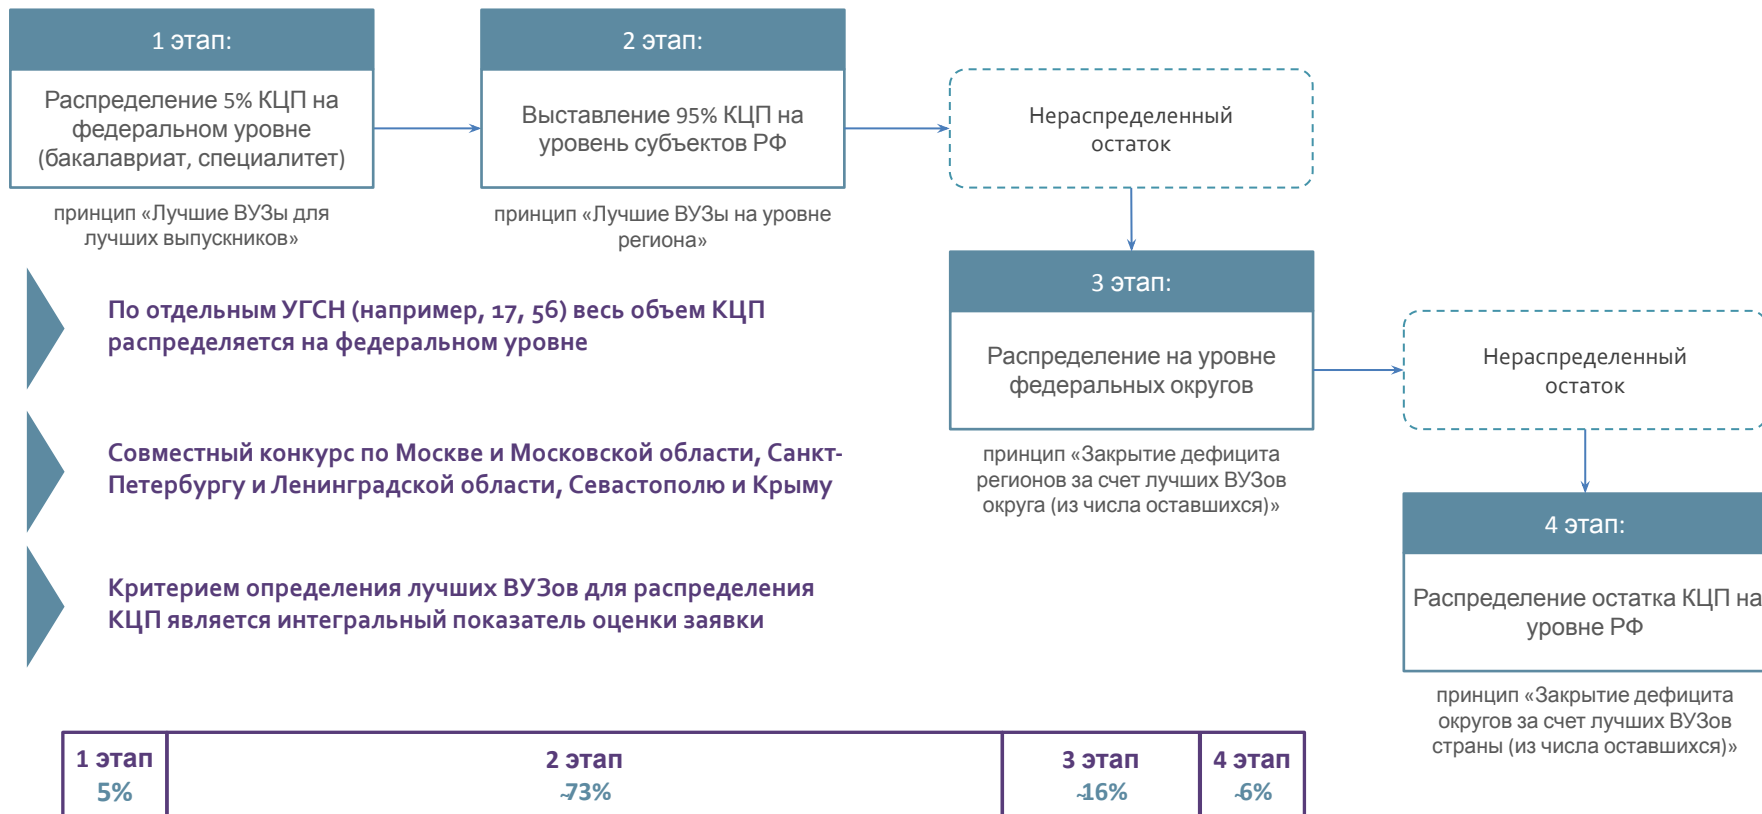 1 этап:
Распределение 5% КЦП на
федеральном уровне
(бакалавриат, специалитет)
принцип «Лучшие ВУЗы для
лучших выпускников»
2 этап:
Выставление 95% КЦП на
уровень субъектов РФ
принцип «Лучшие ВУЗы на уровне
региона»
Нераспределенный
остаток
3 этап:
Распределение на уровне
федеральных округов
принцип «Закрытие дефицита
регионов за счет лучших ВУЗов
округа (из числа оставшихся)»
Нераспределенный
остаток
4 этап:
Распределение остатка КЦП на
уровне РФ
принцип «Закрытие дефицита
округов за счет лучших ВУЗов
страны (из числа оставшихся)»
По отдельным УГСН (например, 17, 56) весь объем КЦП
распределяется на федеральном уровне
Совместный конкурс по Москве и Московской области, Санкт-
Петербургу и Ленинградской области, Севастополю и Крыму
Критерием определения лучших ВУЗов для распределения
КЦП является интегральный показатель оценки заявки
1 этап
5%
2 этап
~73%
3 этап
~16%
4 этап
~6%